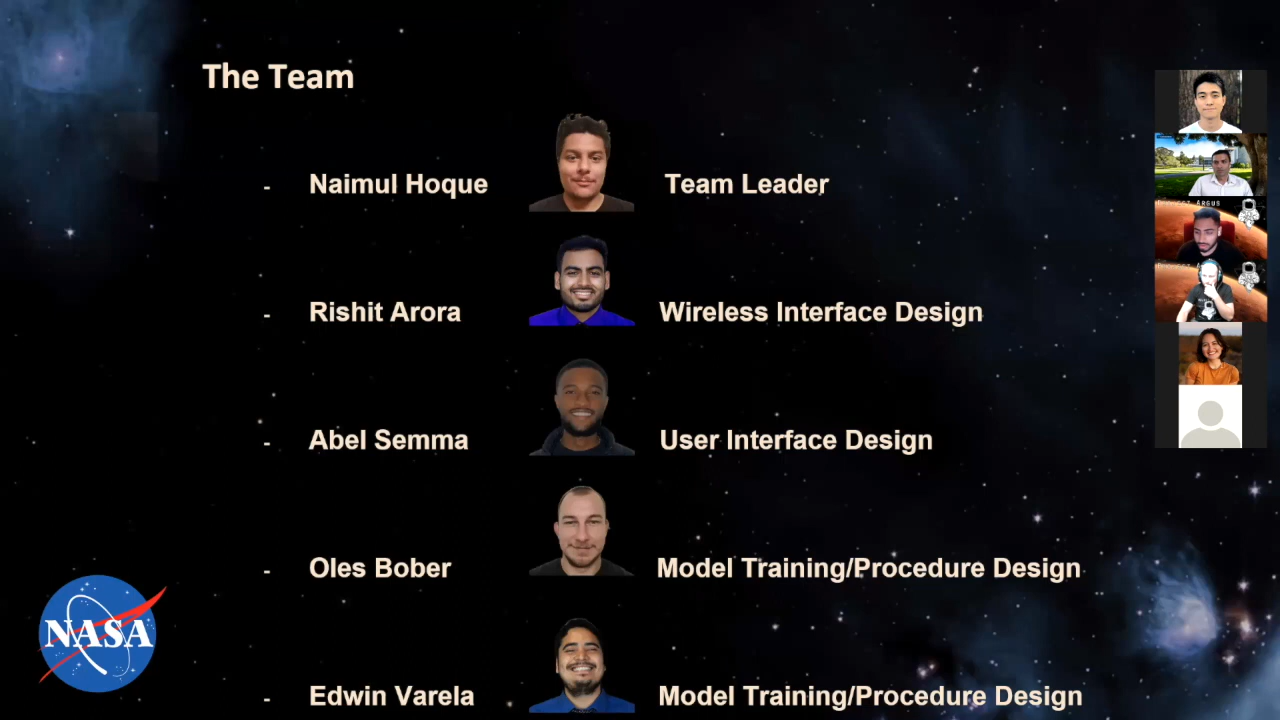 The Team
- Naimul Hoque Team Leader
- Rishit Arora Wireless Interface Design
- Abel Semma User Interface Design
- Oles Bober Model Training/Procedure Design
- Edwin Varela Model Training/Procedure Design
NASA
ARGUS